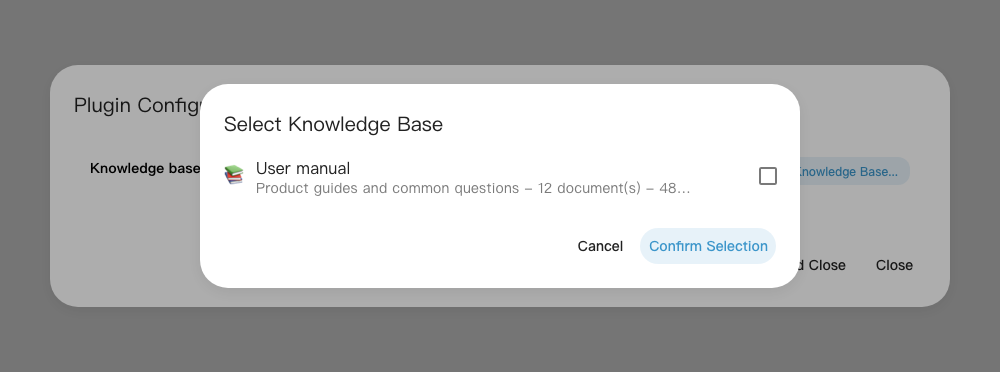 Plugin
Select Knowledge Base
Knowledge base
User manual
Product guides and common questions – 12 document(s) – 48...
Knowledge Base...
Cancel
Confirm Selection
Close
Close